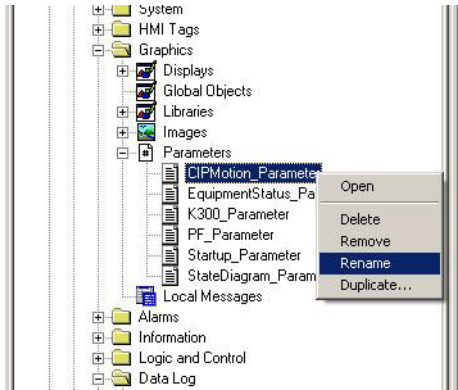 System
HMI Tags
Graphics
Displays
Global Objects
Libraries
Images
Parameters
CIPMotion_Parameter
EquipmentStatus_Pa
K300_Parameter
PF_Parameter
Startup_Parameter
StateDiagram_Param
Local Messages
Alarms
Information
Logic and Control
Data Log
Open
Delete
Remove
Rename
Duplicate...